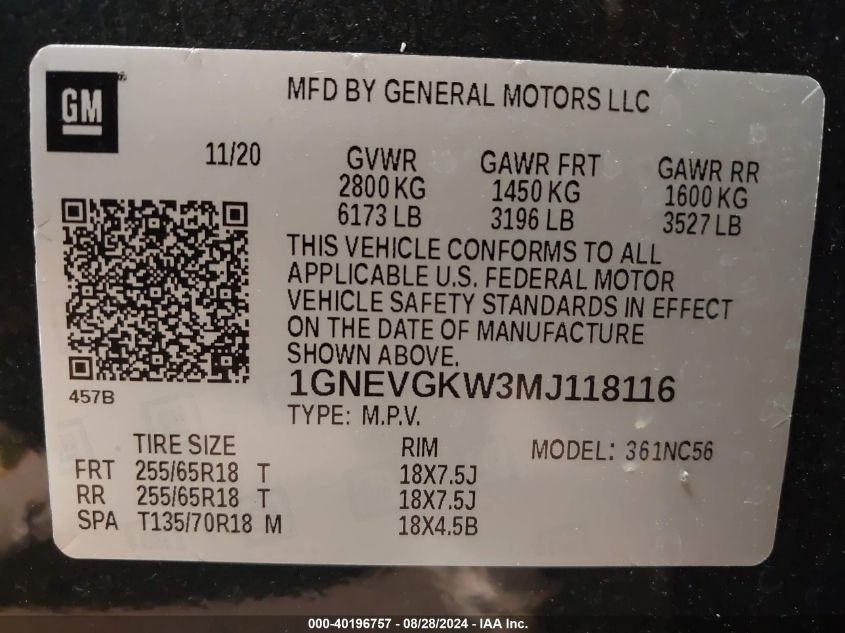 GM
MFD BY GENERAL MOTORS LLC
11/20
GVWR GAWR FRT GAWR RR
2800 KG 1450 KG 1600 KG
6173 LB 3196 LB 3527 LB
THIS VEHICLE CONFORMS TO ALL
APPLICABLE U.S. FEDERAL MOTOR
VEHICLE SAFETY STANDARDS IN EFFECT
ON THE DATE OF MANUFACTURE
SHOWN ABOVE.
457B
1GNEVGKW3MJ118116
TYPE: M.P.V.
TIRE SIZE RIM MODEL: 361NC56
FRT 255/65R18 T 18X7.5J
RR 255/65R18 T 18X7.5J
SPA T135/70R18 M 18X4.5B
000-40196757 - 08/28/2024 - IAA Inc.